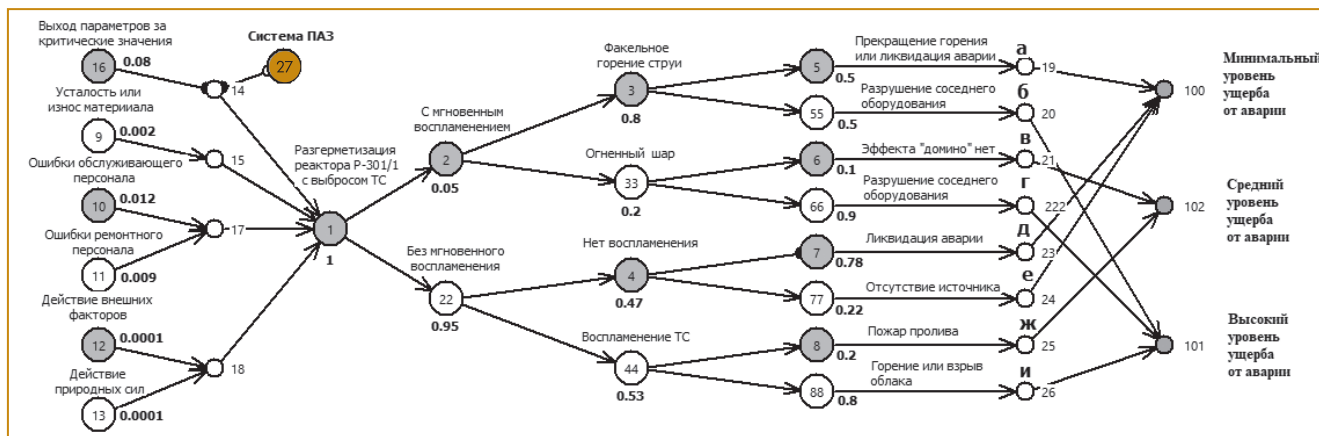 Выход параметров за
критические значения
16
0.08
Система ПАЗ
27
14
Усталость или
износ материиала
9
0.002
15
Ошибки обслуживающего
персонала
10
0.012
17
Ошибки ремонтного
персонала
11
0.009
Действие внешних
факторов
12
0.0001
18
Действие
природных сил
13
0.0001
Разгерметизация
реактора Р-301/1
с выбросом ТС
1
1
С мгновенным
воспламенением
2
0.05
Без мгновенного
воспламенения
22
0.95
Факельное
горение струи
3
0.8
Огненный шар
33
0.2
Нет воспламенения
4
0.47
Воспламенение ТС
44
0.53
Прекращение горения
или ликвидация аварии
5
0.5
а
19
Разрушение соседнего
оборудования
55
0.5
б
20
Эффекта "домино" нет
6
0.1
в
21
Разрушение соседнего
оборудования
66
0.9
г
222
Ликвидация аварии
7
0.78
д
23
Отсутствие источника
77
0.22
е
24
Пожар пролива
8
0.2
ж
25
Горение или взрыв
облака
88
0.8
и
26
100
Минимальный
уровень
ущерба
от аварии
102
Средний
уровень
ущерба
от аварии
101
Высокий
уровень
ущерба
от аварии